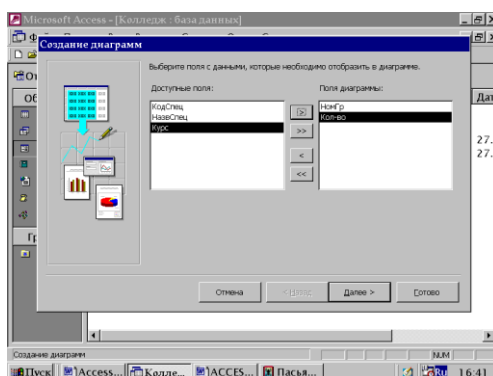 Microsoft Access - [Колледж : база данных]
Создание диаграмм
Выберите поля с данными, которые необходимо отобразить в диаграмме.
Доступные поля:
Поля диаграммы:
КодСпец
НазвСпец
Курс
НомГр
Кол-во
>
>>
<
<<
Отмена
< Назад
Далее >
Готово
Дат
27.
27.
Создание диаграмм
NUM
Пуск
Access...
Колле...
ACCES...
Пасья...
Ru
16:41